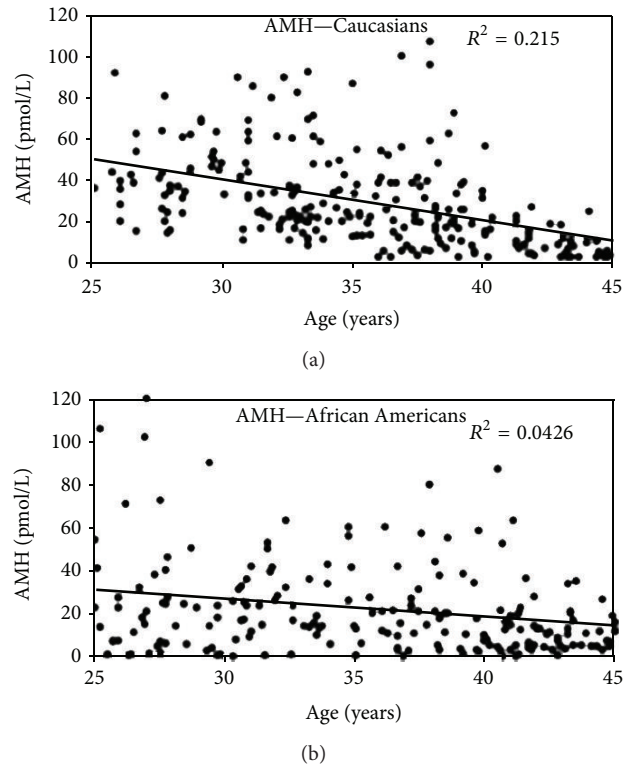 AMH—Caucasians
R² = 0.215
AMH (pmol/L)
120
100
80
60
40
20
0
25 30 35 40 45
Age (years)
(a)
AMH—African Americans
R² = 0.0426
AMH (pmol/L)
120
100
80
60
40
20
0
25 30 35 40 45
Age (years)
(b)